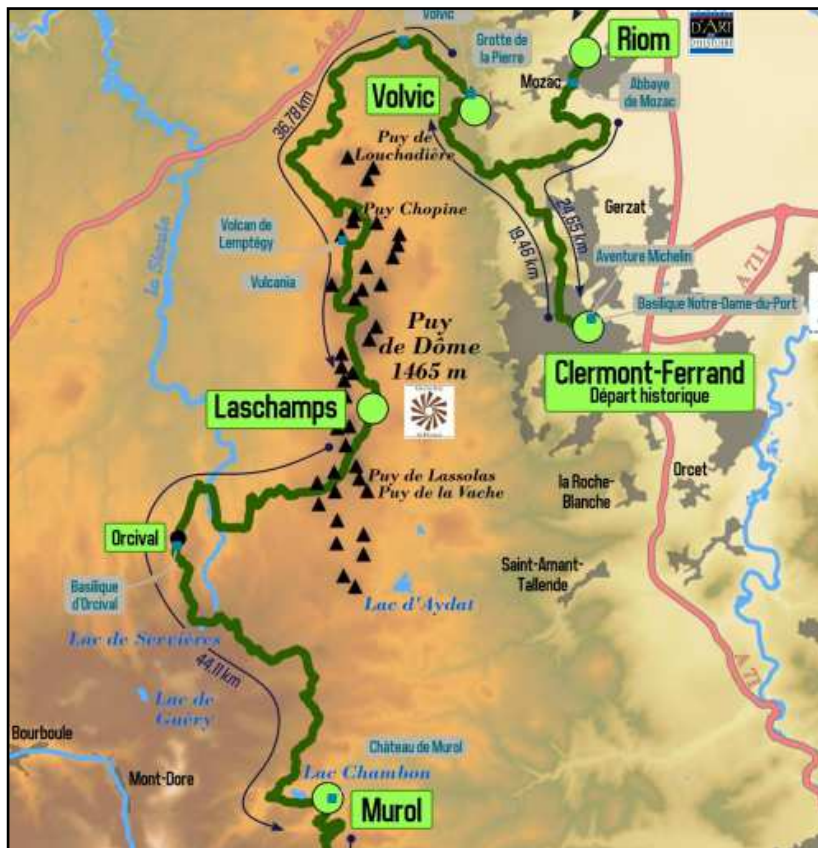 Volvic
A 89
D'ART
& D'HISTOIRE
Riom
Grotte de
la Pierre
Mozac
Abbaye
de Mozac
Volvic
36.78 km
Puy de
Louchadière
24.65 km
19.46 km
Gerzat
Puy Chopine
la Sioule
Volcan de
Lemptégy
Aventure Michelin
A 711
Vulcania
Basilique Notre-Dame-du-Port
Puy
de Dôme
1465 m
Clermont-Ferrand
Départ historique
Laschamps
Puy de Lassolas
Puy de la Vache
la Roche-
Blanche
Orcet
Orcival
Saint-Amant-
Tallende
Basilique
d'Orcival
Lac d'Aydat
Lac de Servières
44.11 km
A 71
Lac de
Guéry
Bourboule
Mont-Dore
Château de Murol
Lac Chambon
Murol